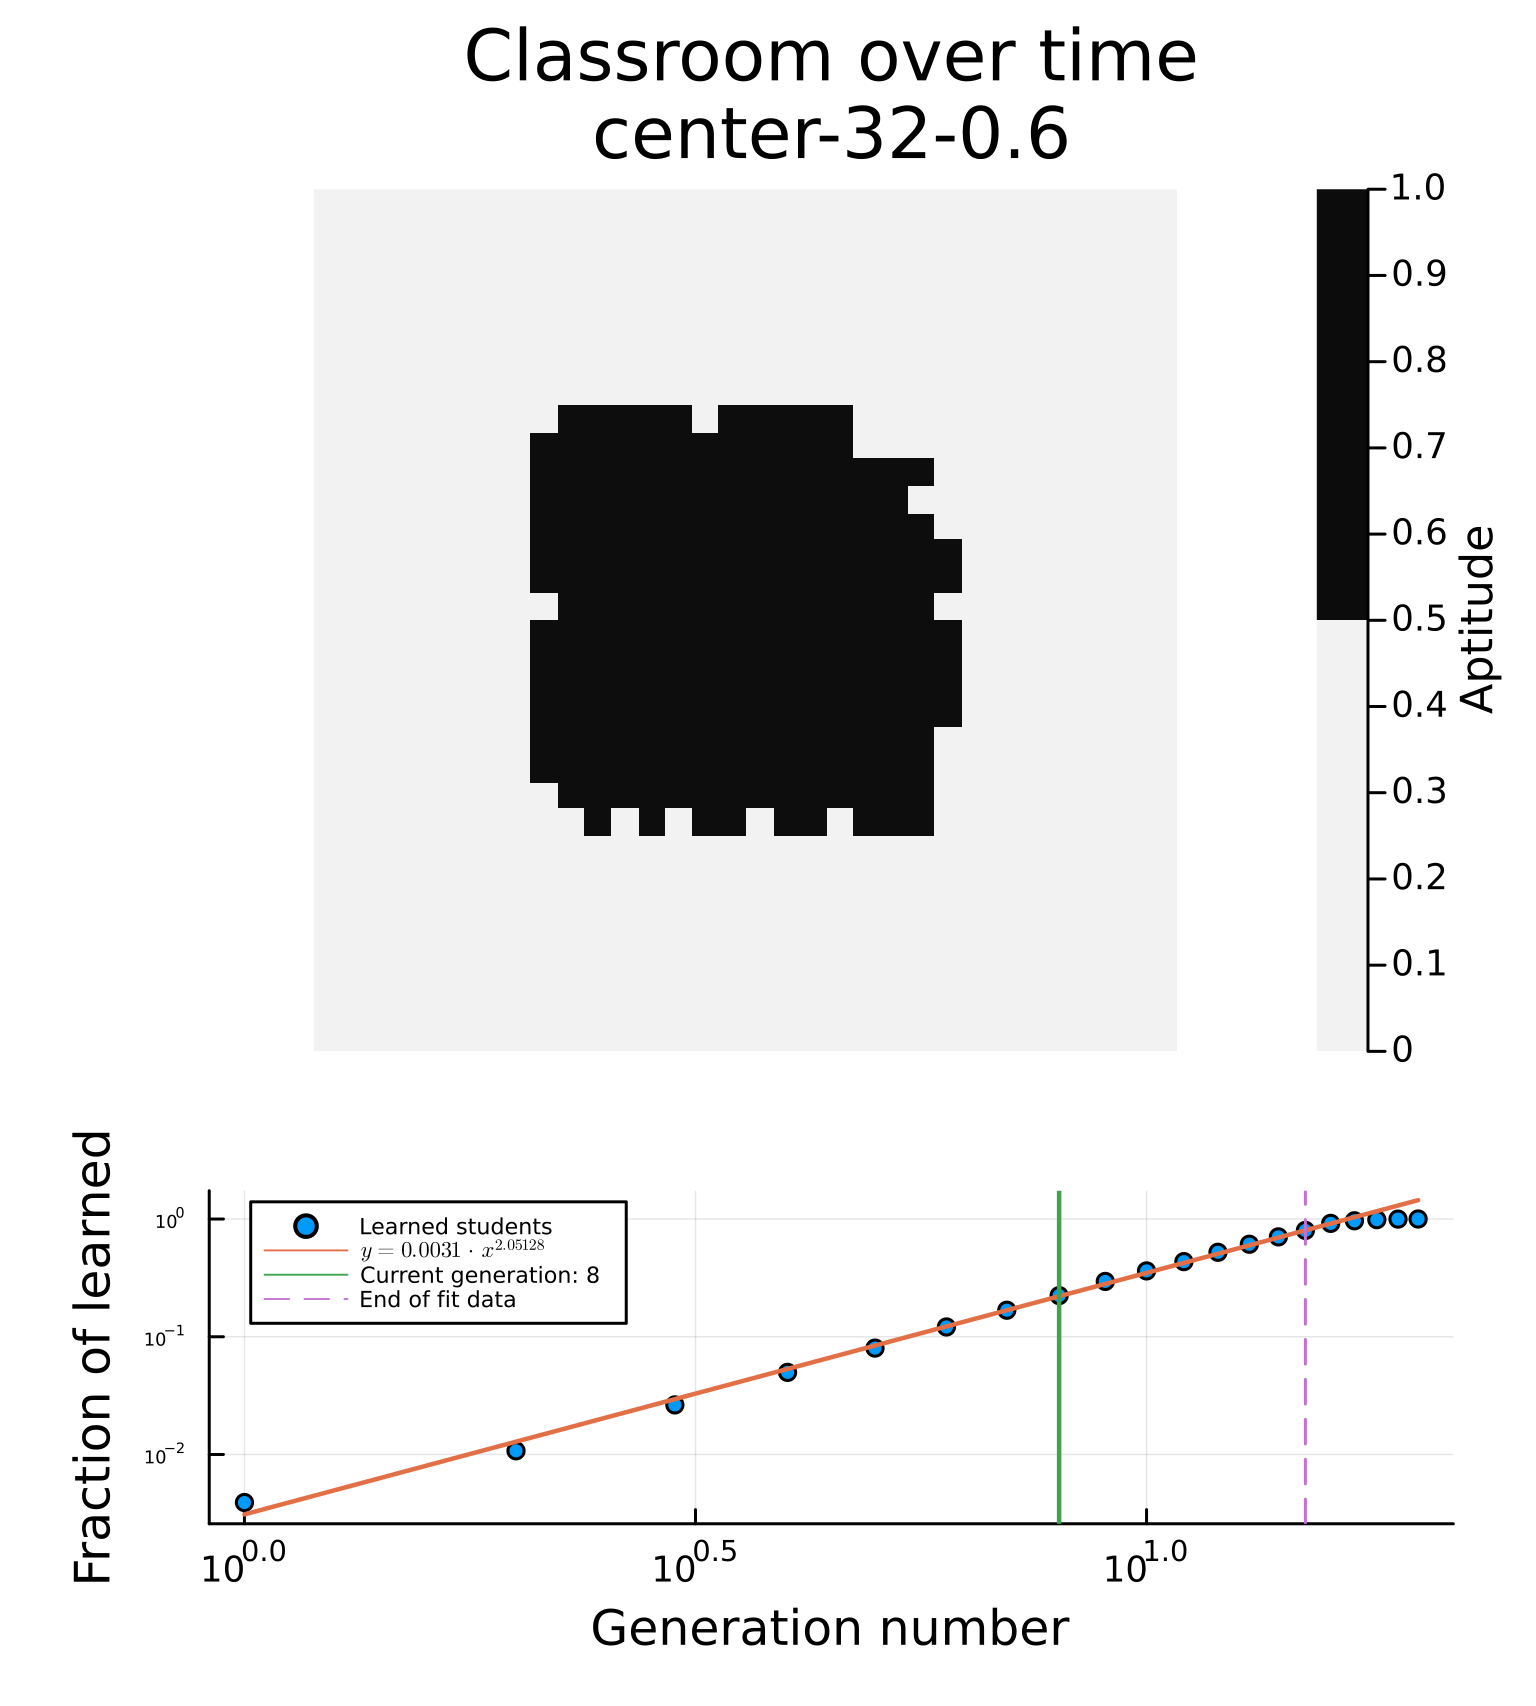 Classroom over time
center-32-0.6
1.0
0.9
0.8
0.7
0.6
0.5
0.4
0.3
0.2
0.1
0
Aptitude
Fraction of learned
10^0
10^−1
10^−2
Learned students
y = 0.0031 · x^2.05128
Current generation: 8
End of fit data
10^0.0 10^0.5 10^1.0
Generation number